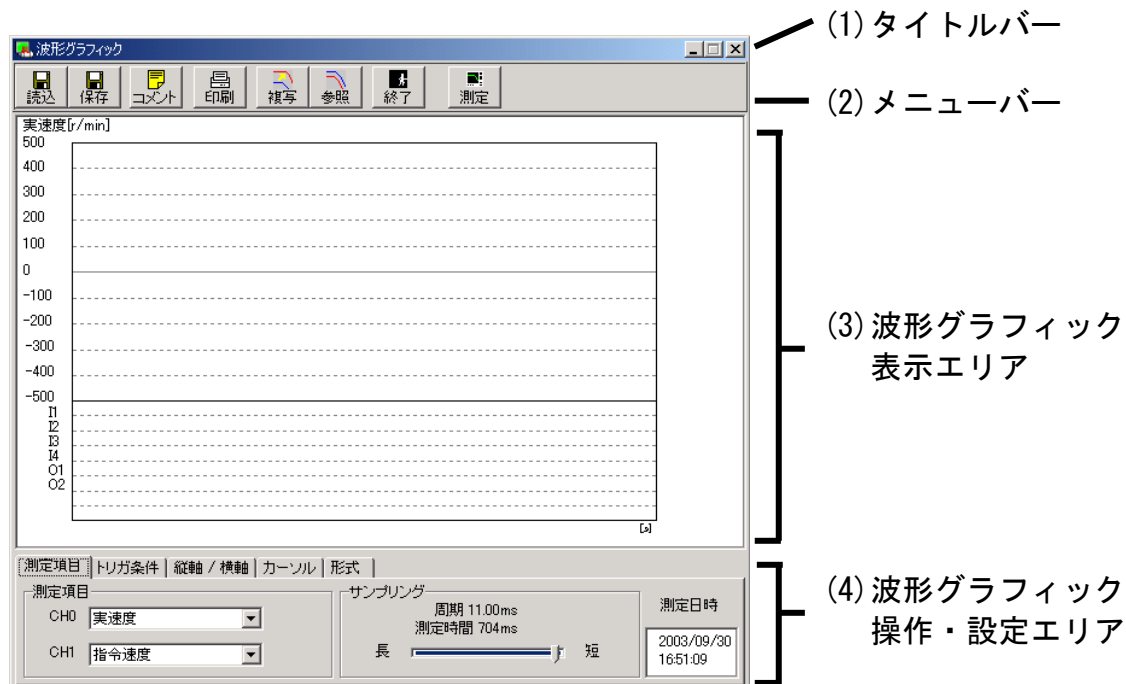 (1)タイトルバー
波形グラフィック
読込 保存 コメント 印刷 複写 参照 終了 測定
(2)メニューバー
実速度[r/min]
500
400
300
200
100
0
-100
-200
-300
-400
-500
I1
I2
I3
I4
O1
O2
[s]
(3)波形グラフィック
表示エリア
測定項目 トリガ条件 縦軸 / 横軸 カーソル 形式
測定項目
CH0 実速度
CH1 指令速度
サンプリング
周期 11.00ms
測定時間 704ms
長 短
測定日時
2003/09/30
16:51:09
(4)波形グラフィック
操作・設定エリア